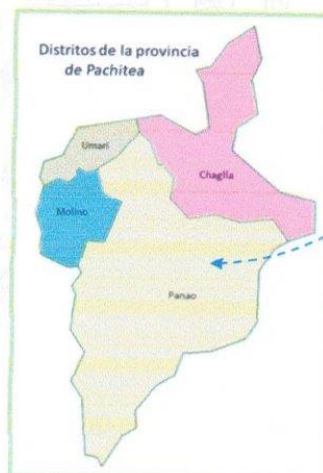 Distritos de la provincia
de Pachitea
Umari
Chaglla
Molino
Panao